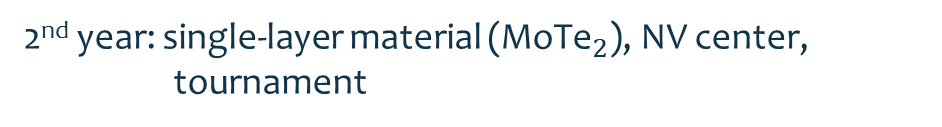 2nd year: single-layer material (MoTe₂), NV center,
tournament